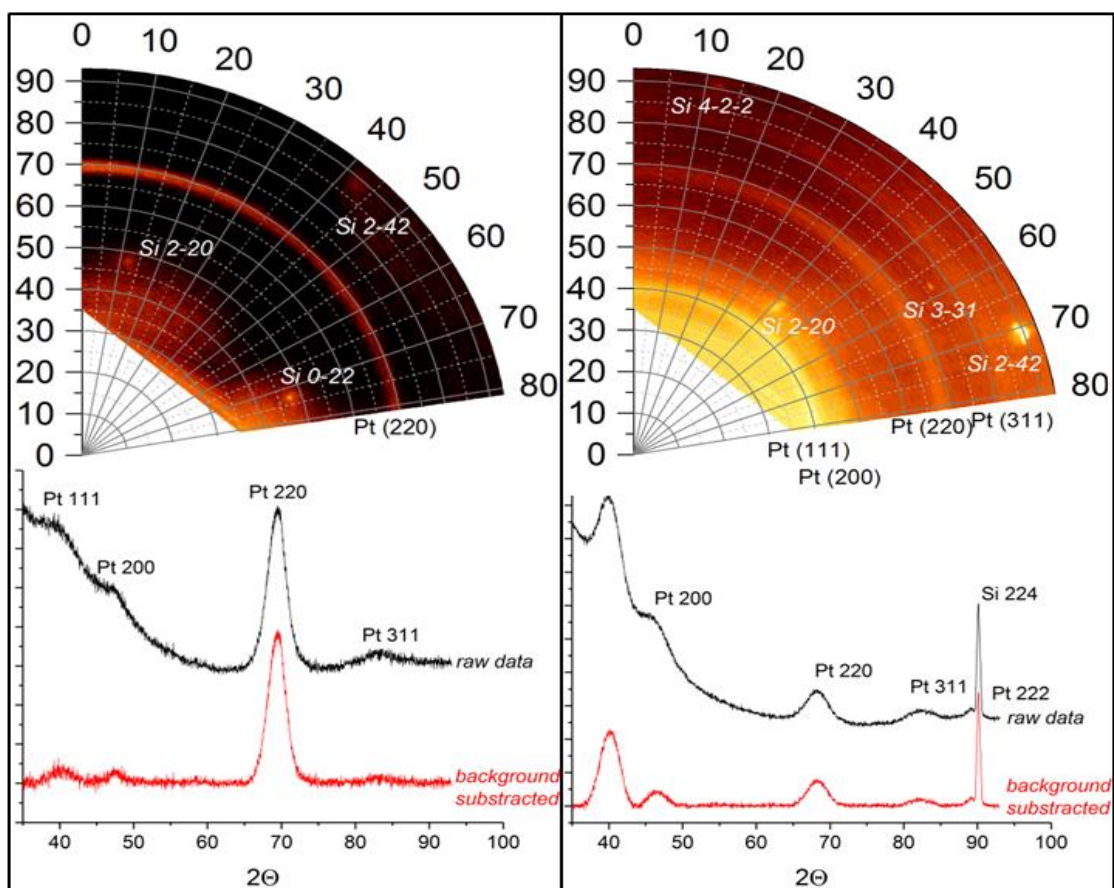 0
10
20
30
40
50
60
70
80
90
80
70
60
50
40
30
20
10
0
Si 2-20
Si 2-42
Si 0-22
Pt (220)
Pt 111
Pt 200
Pt 220
Pt 311
raw data
background
substracted
40 50 60 70 80 90 100
2Θ
0
10
20
30
40
50
60
70
80
90
80
70
60
50
40
30
20
10
0
Si 4-2-2
Si 2-20
Si 3-31
Si 2-42
Pt (111)
Pt (220)
Pt (311)
Pt (200)
Pt 200
Pt 220
Pt 311
Si 224
Pt 222
raw data
background
substracted
40 50 60 70 80 90 100
2Θ